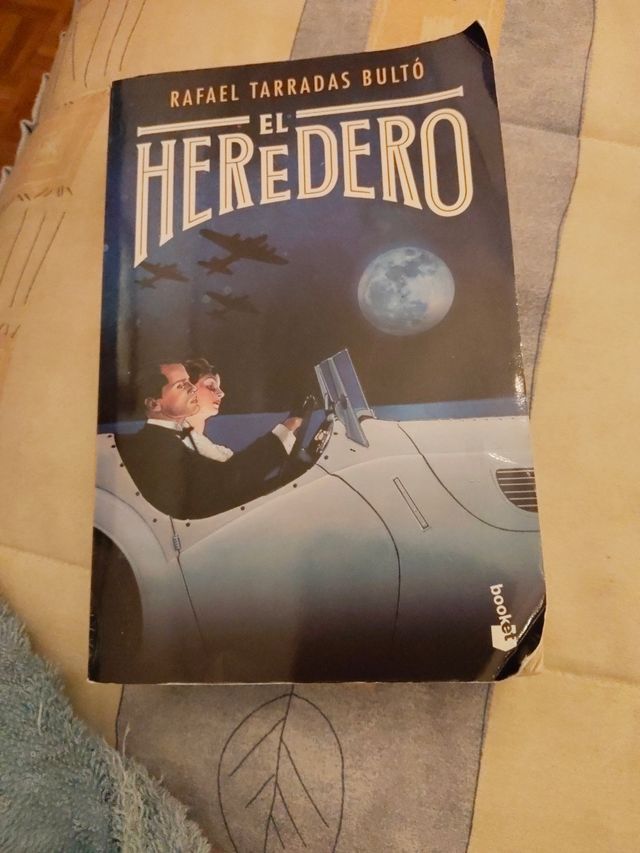 RAFAEL TARRADAS BULTÓ
EL
HEREDERO
booket